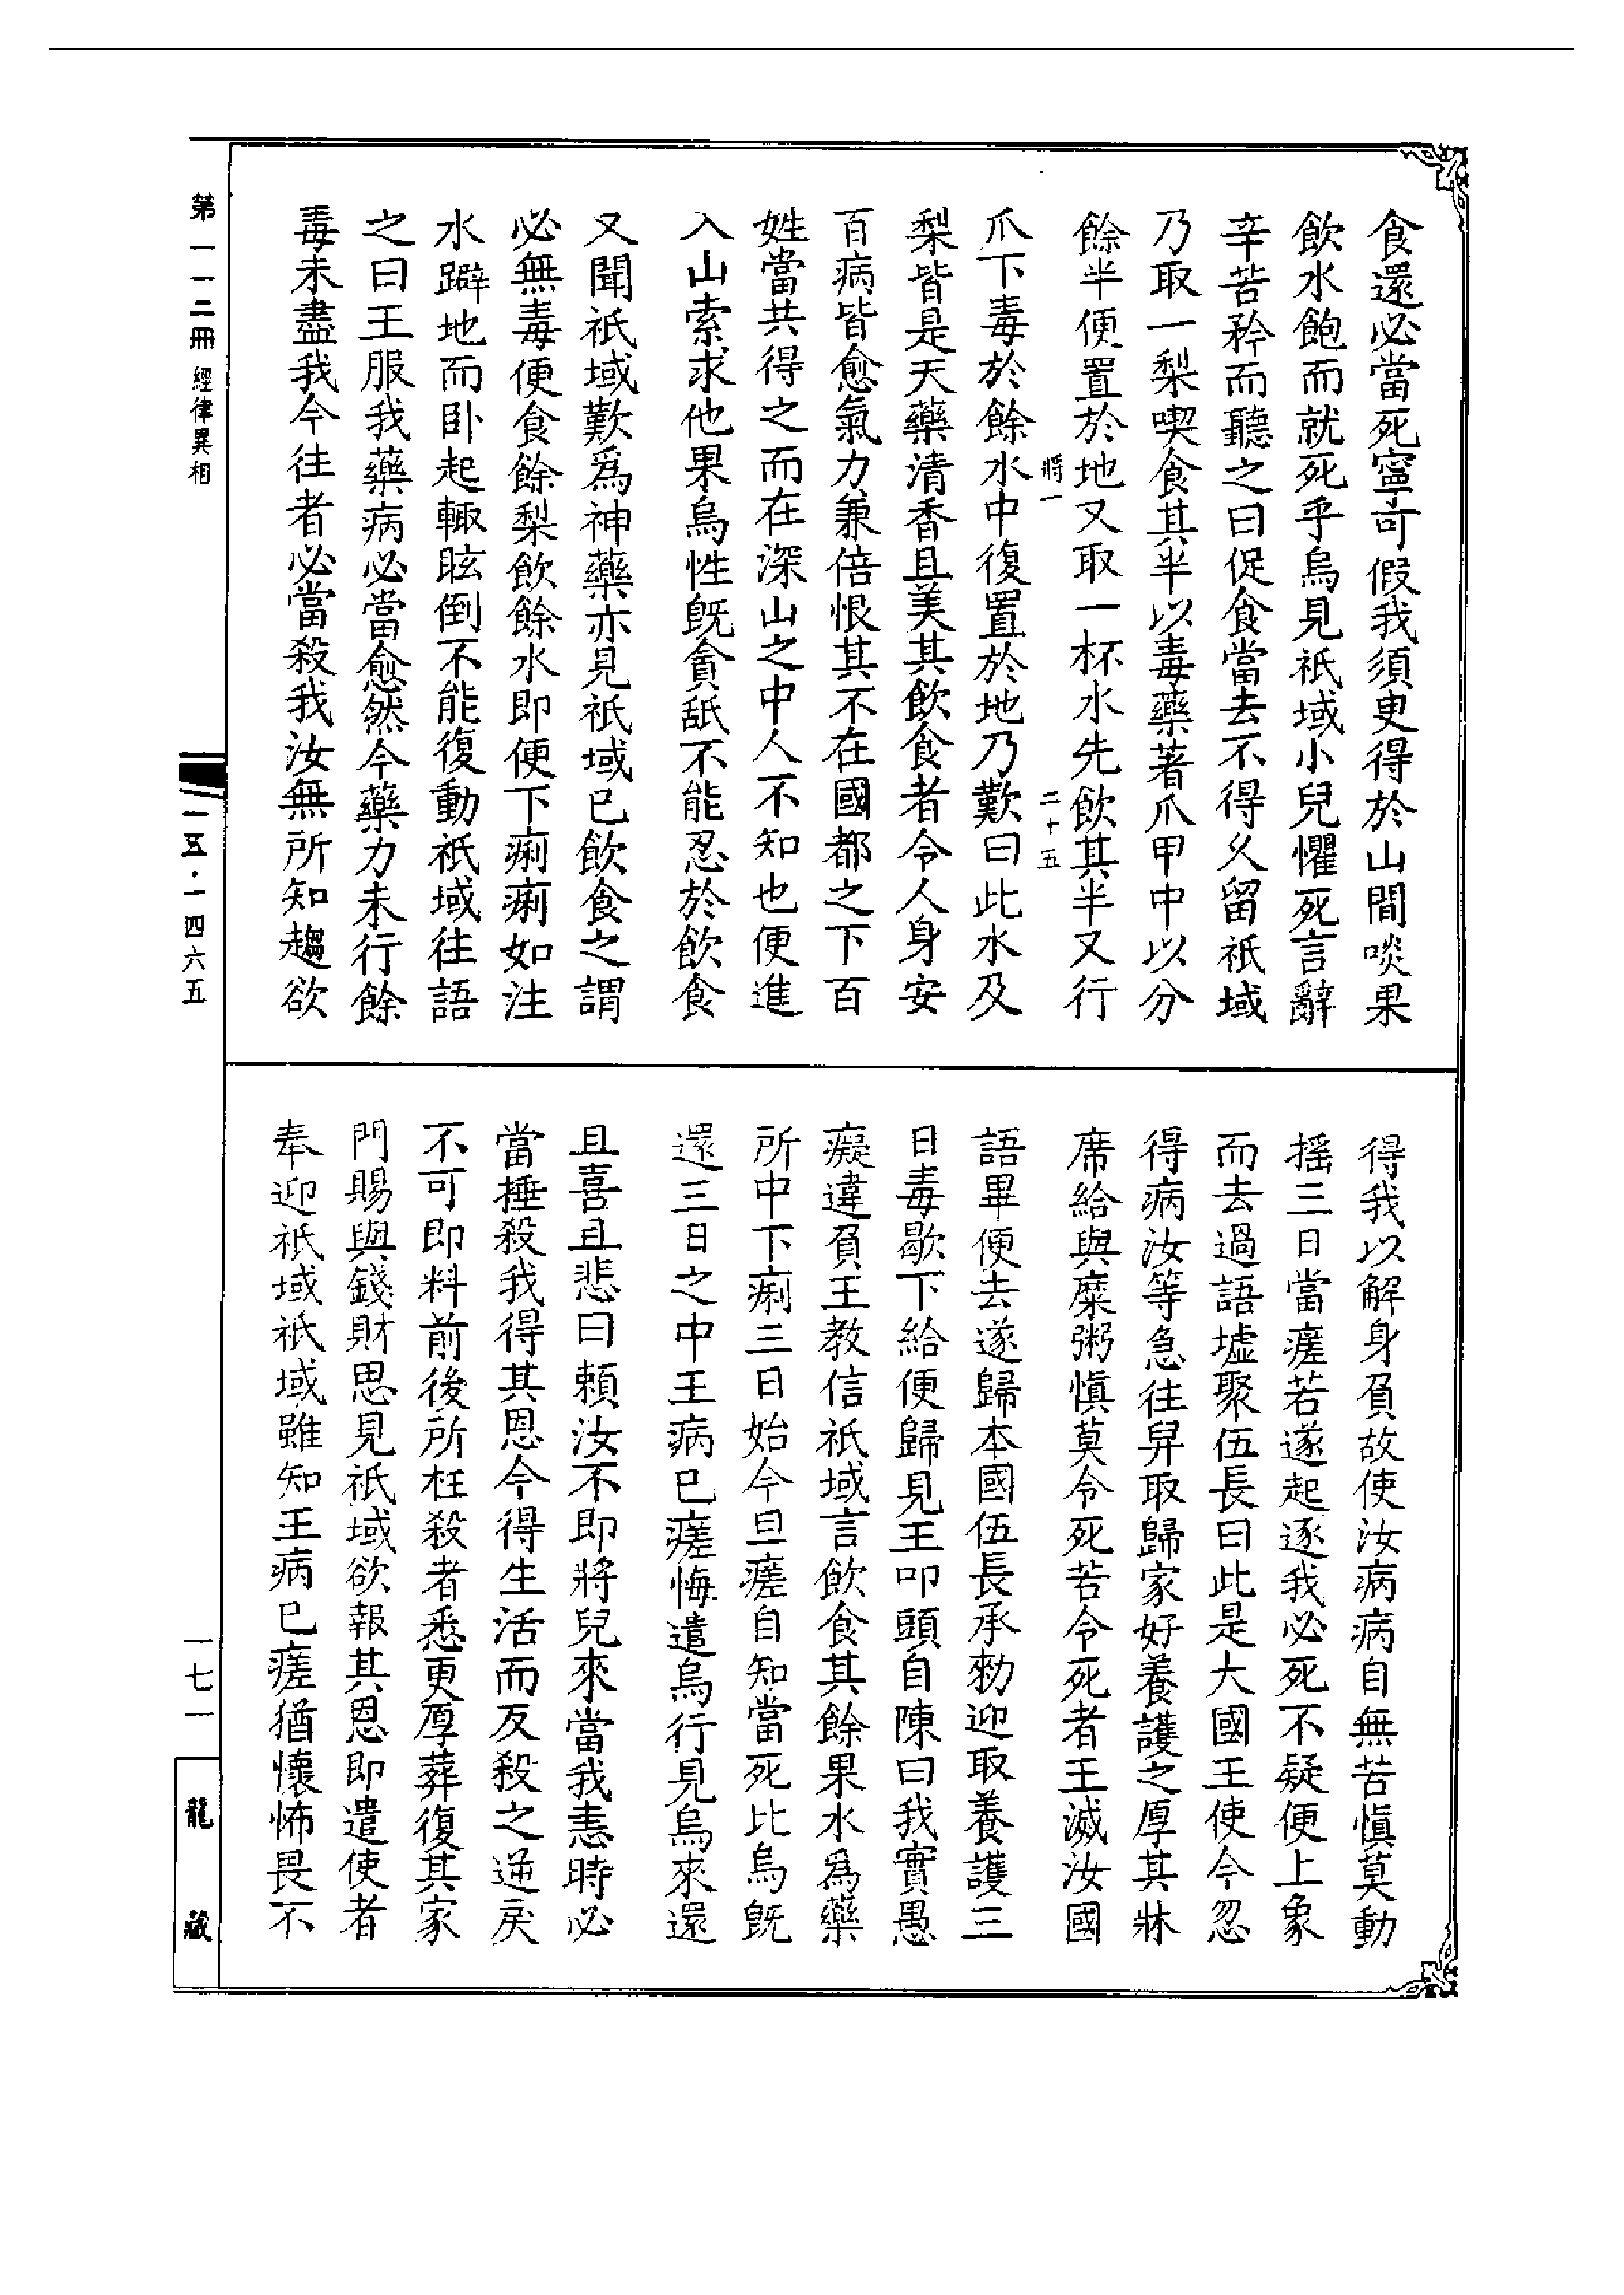 食還必當死寧可假我須更得於山間啖果
飲水飽而就死乎烏見祇域小兒懼死言辭
辛苦矜而聽之曰促食當去不得久留祇域
乃取一梨喫食其半以毒藥著爪甲中以分
餘半便置於地又取一杯水先飲其半又行
將一 二十五
爪下毒於餘水中復置於地乃歎曰此水及
梨皆是天藥清香且美其飲食者令人身安
百病皆愈氣力兼倍恨其不在國都之下百
姓當共得之而在深山之中人不知也便進
入山索求他果烏性既貪舐不能忍於飲食
又聞祇域歎為神藥亦見祇域已飲食之謂
必無毒便食餘梨飲餘水即便下痢痢如注
水躃地而卧起輙眩倒不能復動祇域往語
之曰王服我藥病必當愈然今藥力未行餘
毒未盡我今往者必當殺我汝無所知趨欲
得我以解身負故使汝病病自無苦慎莫動
摇三日當瘥若遂起逐我必死不疑便上象
而去過語墟聚伍長曰此是大國王使今忽
得病汝等急往舁取歸家好養護之厚其牀
席給與糜粥慎莫令死若令死者王滅汝國
語畢便去遂歸本國伍長承勑迎取養護三
日毒歇下給便歸見王叩頭自陳曰我實愚
癡違負王教信祇域言飲食其餘果水為藥
所中下痢三日始今旦瘥自知當死比烏既
還三日之中王病已瘥悔遣烏行見烏來還
且喜且悲曰賴汝不即將兒來當我恚時必
當捶殺我得其恩今得生活而反殺之逆戾
不可即料前後所枉殺者悉更厚葬復其家
門賜與錢財思見祇域欲報其恩即遣使者
奉迎祇域祇域雖知王病已瘥猶懷怖畏不
第一一二冊 經律異相
一五·一四六五
一七一
龍藏